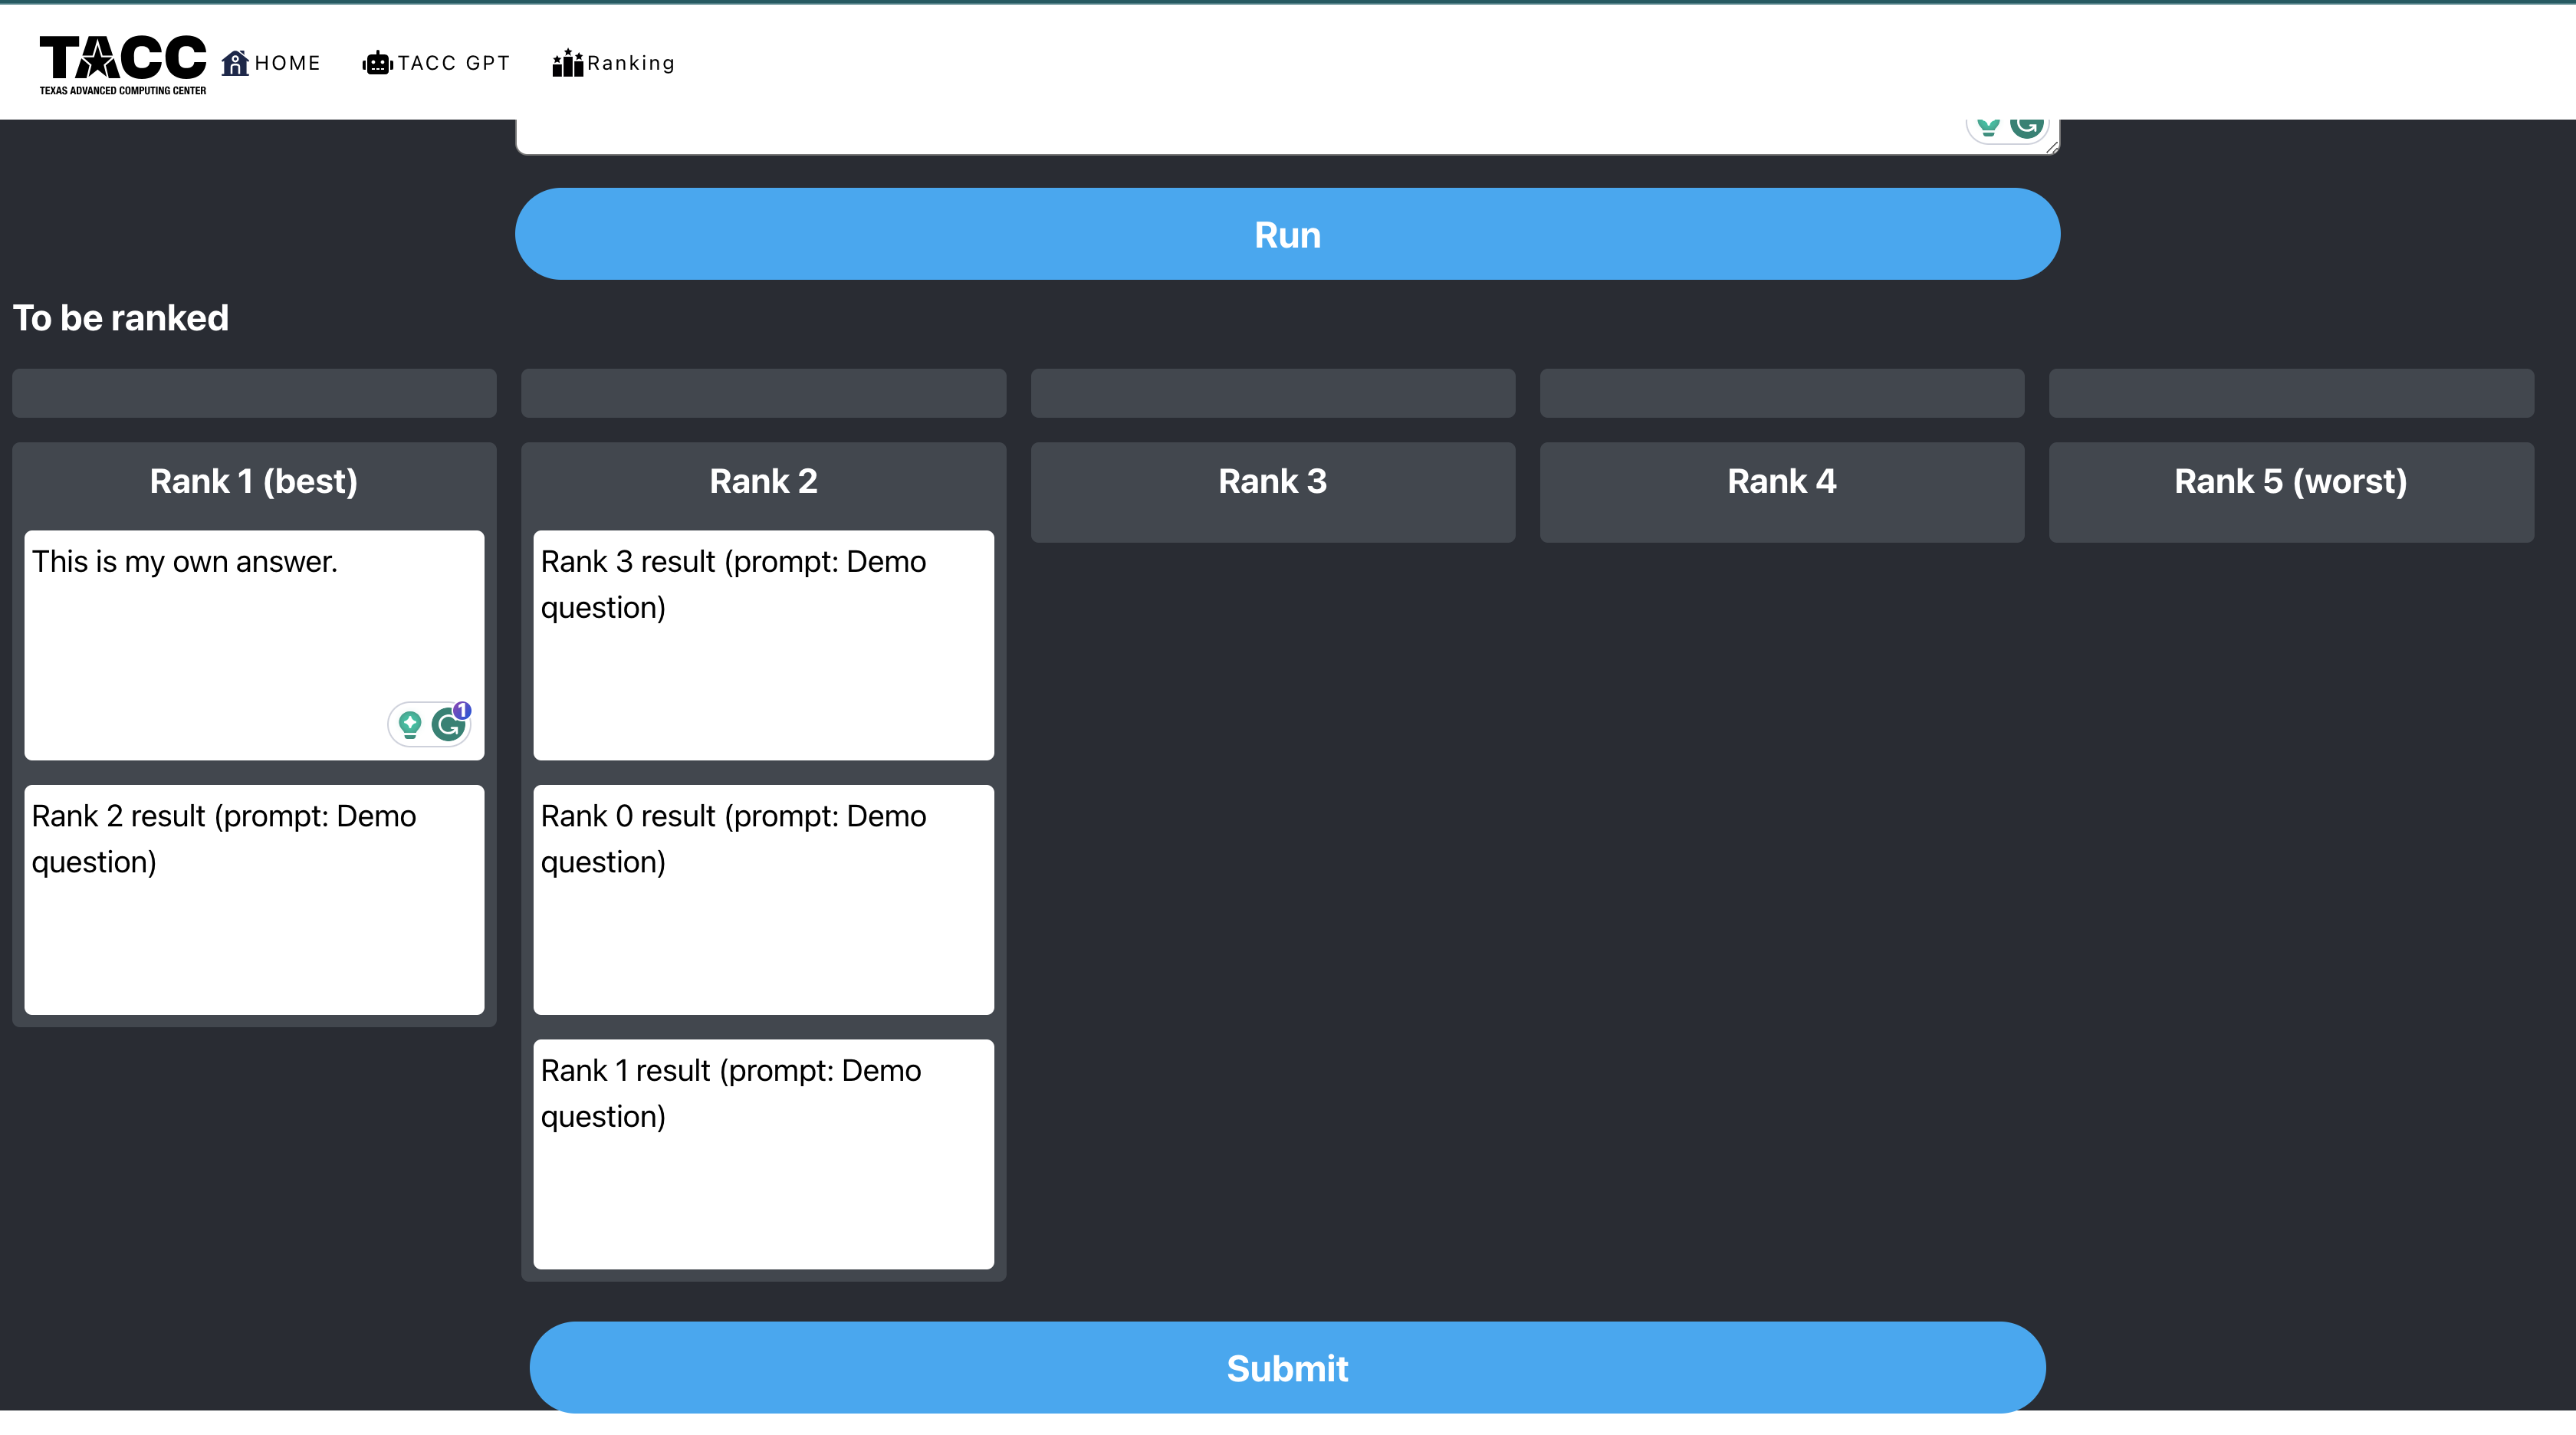 TACC
TEXAS ADVANCED COMPUTING CENTER
HOME
TACC GPT
Ranking
Run
To be ranked
Rank 1 (best)
Rank 2
Rank 3
Rank 4
Rank 5 (worst)
This is my own answer.
1
Rank 2 result (prompt: Demo
question)
Rank 3 result (prompt: Demo
question)
Rank 0 result (prompt: Demo
question)
Rank 1 result (prompt: Demo
question)
Submit